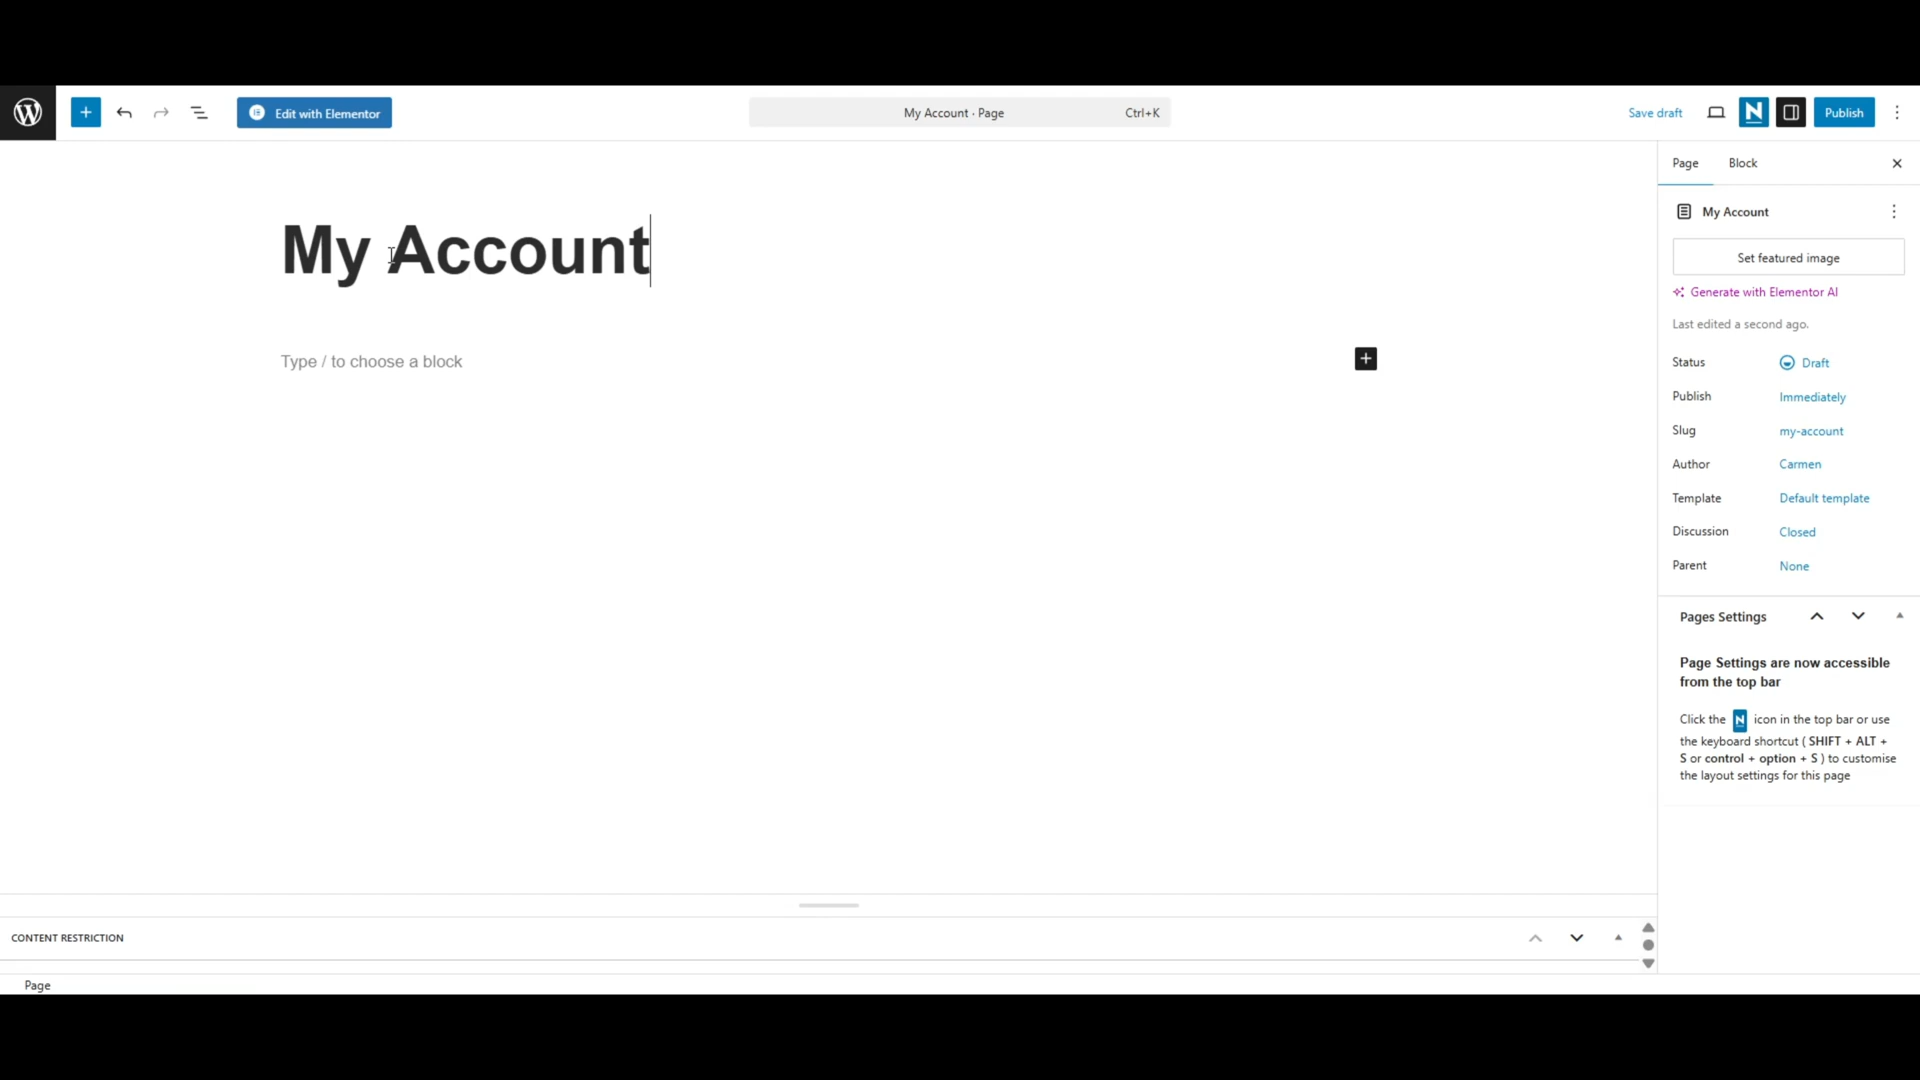 Edit with Elementor
My Account · Page
Ctrl+K
Save draft
N
Publish
My Account
Type / to choose a block
Page
Block
My Account
Set featured image
Generate with Elementor AI
Last edited a second ago.
Status
Draft
Publish
Immediately
Slug
my-account
Author
Carmen
Template
Default template
Discussion
Closed
Parent
None
Pages Settings
Page Settings are now accessible
from the top bar
Click the N icon in the top bar or use
the keyboard shortcut ( SHIFT + ALT +
S or control + option + S ) to customise
the layout settings for this page
CONTENT RESTRICTION
Page